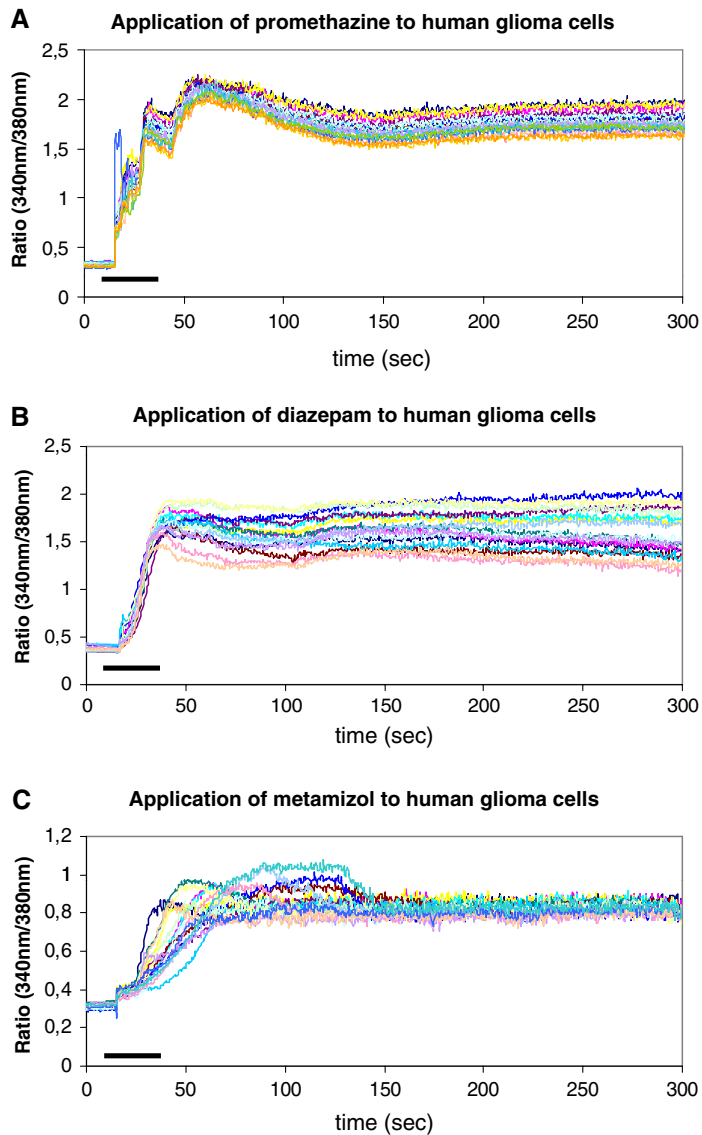 A
Application of promethazine to human glioma cells
Ratio (340nm/380nm)
2,5
2
1,5
1
0,5
0
0 50 100 150 200 250 300
time (sec)
B
Application of diazepam to human glioma cells
Ratio (340nm/380nm)
2,5
2
1,5
1
0,5
0
0 50 100 150 200 250 300
time (sec)
C
Application of metamizol to human glioma cells
Ratio (340nm/380nm)
1,2
1
0,8
0,6
0,4
0,2
0
0 50 100 150 200 250 300
time (sec)